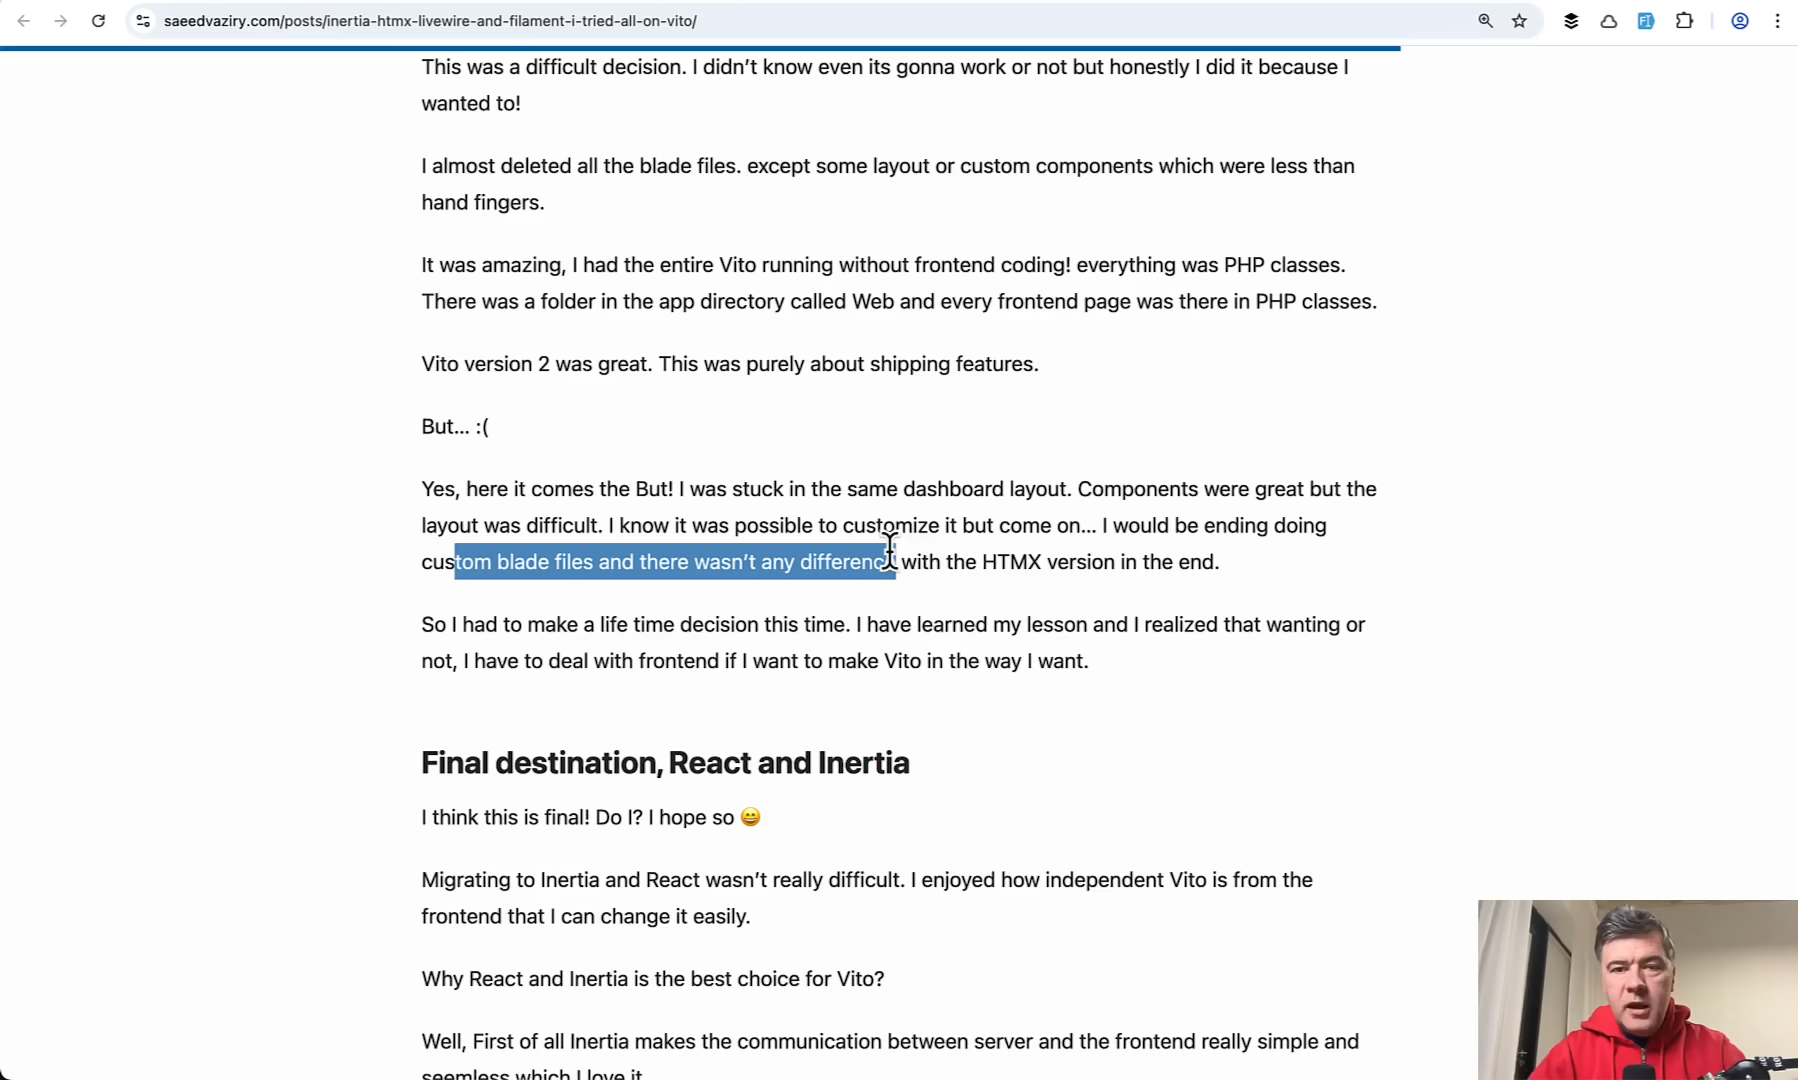 saeedvaziry.com/posts/inertia-htmx-livewire-and-filament-i-tried-all-on-vito/
This was a difficult decision. I didn’t know even its gonna work or not but honestly I did it because I
wanted to!
I almost deleted all the blade files. except some layout or custom components which were less than
hand fingers.
It was amazing, I had the entire Vito running without frontend coding! everything was PHP classes.
There was a folder in the app directory called Web and every frontend page was there in PHP classes.
Vito version 2 was great. This was purely about shipping features.
But... :(
Yes, here it comes the But! I was stuck in the same dashboard layout. Components were great but the
layout was difficult. I know it was possible to customize it but come on... I would be ending doing
custom blade files and there wasn’t any difference with the HTMX version in the end.
So I had to make a life time decision this time. I have learned my lesson and I realized that wanting or
not, I have to deal with frontend if I want to make Vito in the way I want.
Final destination, React and Inertia
I think this is final! Do I? I hope so 😄
Migrating to Inertia and React wasn’t really difficult. I enjoyed how independent Vito is from the
frontend that I can change it easily.
Why React and Inertia is the best choice for Vito?
Well, First of all Inertia makes the communication between server and the frontend really simple and
seemless which I love it